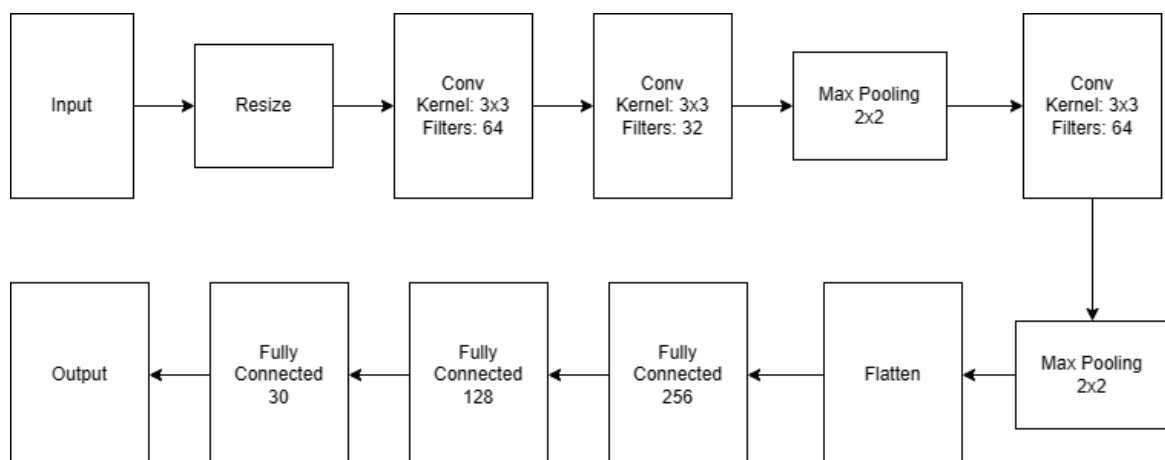 Input
Resize
Conv
Kernel: 3x3
Filters: 64
Conv
Kernel: 3x3
Filters: 32
Max Pooling
2x2
Conv
Kernel: 3x3
Filters: 64
Max Pooling
2x2
Flatten
Fully
Connected
256
Fully
Connected
128
Fully
Connected
30
Output